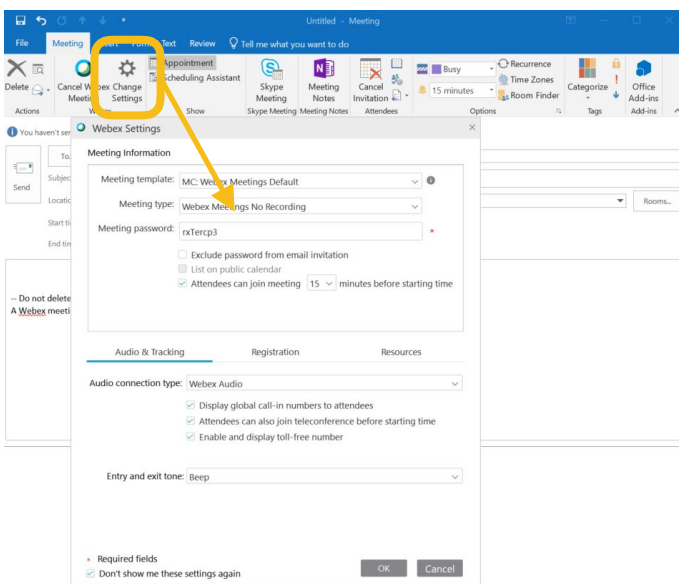 Untitled - Meeting
File Meeting Insert Format Text Review Tell me what you want to do
Delete
Cancel Webex Meeting
Change Settings
Appointment
Scheduling Assistant
Skype Meeting
Meeting Notes
Cancel Invitation
Busy
15 minutes
Recurrence
Time Zones
Room Finder
Categorize
Office Add-ins
Actions Show Skype Meeting Meeting Notes Attendees Options Tags Add-ins
You haven't
Webex Settings
Send
To
Subjec
Locatio
Start ti
End tim
Rooms...
Meeting Information
Meeting template: MC: Webex Meetings Default
Meeting type: Webex Meetings No Recording
Meeting password: rxTercp3 *
Exclude password from email invitation
List on public calendar
Attendees can join meeting 15 minutes before starting time
-- Do not delete
A Webex meeti
Audio & Tracking Registration Resources
Audio connection type: Webex Audio
Display global call-in numbers to attendees
Attendees can also join teleconference before starting time
Enable and display toll-free number
Entry and exit tone: Beep
* Required fields
Don't show me these settings again
OK Cancel